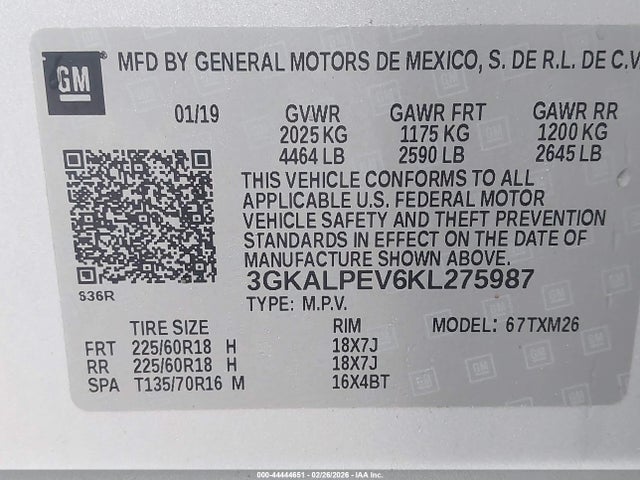 GM MFD BY GENERAL MOTORS DE MEXICO, S. DE R.L. DE C.V
01/19 GVWR GAWR FRT GAWR RR
2025 KG 1175 KG 1200 KG
4464 LB 2590 LB 2645 LB
THIS VEHICLE CONFORMS TO ALL
APPLICABLE U.S. FEDERAL MOTOR
VEHICLE SAFETY AND THEFT PREVENTION
STANDARDS IN EFFECT ON THE DATE OF
MANUFACTURE SHOWN ABOVE.
3GKALPEV6KL275987
636R
TYPE: M.P.V.
TIRE SIZE RIM MODEL: 67TXM26
FRT 225/60R18 H 18X7J
RR 225/60R18 H 18X7J
SPA T135/70R16 M 16X4BT
GM GM GM
000-44444651 - 02/26/2026 - IAA Inc.